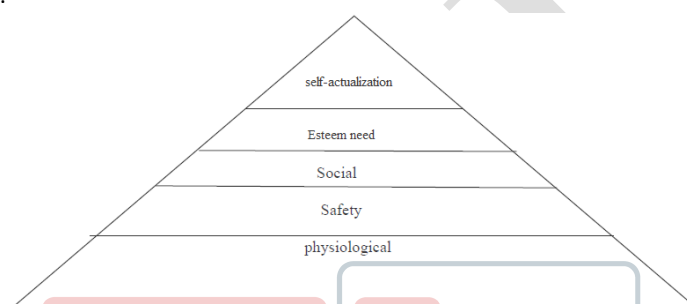 self-actualization
Esteem need
Social
Safety
physiological